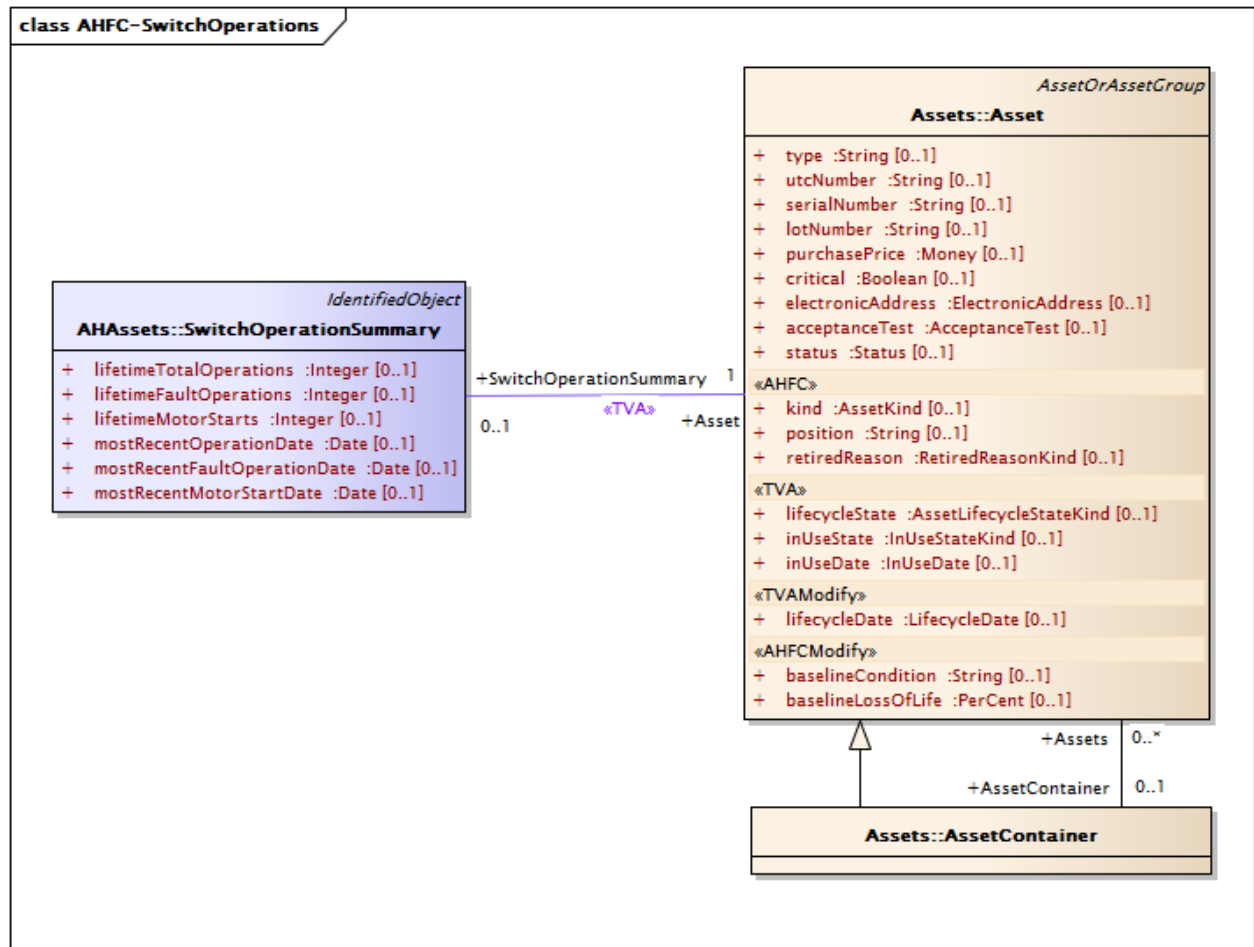 class AHFC-SwitchOperations
AssetOrAssetGroup
Assets::Asset
+ type :String [0..1]
+ utcNumber :String [0..1]
+ serialNumber :String [0..1]
+ lotNumber :String [0..1]
+ purchasePrice :Money [0..1]
+ critical :Boolean [0..1]
+ electronicAddress :ElectronicAddress [0..1]
+ acceptanceTest :AcceptanceTest [0..1]
+ status :Status [0..1]
«AHFC»
+ kind :AssetKind [0..1]
+ position :String [0..1]
+ retiredReason :RetiredReasonKind [0..1]
«TVA»
+ lifecycleState :AssetLifecycleStateKind [0..1]
+ inUseState :InUseStateKind [0..1]
+ inUseDate :InUseDate [0..1]
«TVAModify»
+ lifecycleDate :LifecycleDate [0..1]
«AHFCModify»
+ baselineCondition :String [0..1]
+ baselineLossOfLife :PerCent [0..1]
IdentifiedObject
AHAssets::SwitchOperationSummary
+ lifetimeTotalOperations :Integer [0..1]
+ lifetimeFaultOperations :Integer [0..1]
+ lifetimeMotorStarts :Integer [0..1]
+ mostRecentOperationDate :Date [0..1]
+ mostRecentFaultOperationDate :Date [0..1]
+ mostRecentMotorStartDate :Date [0..1]
+SwitchOperationSummary 1
«TVA»
0..1 +Asset
+Assets 0..*
+AssetContainer 0..1
Assets::AssetContainer